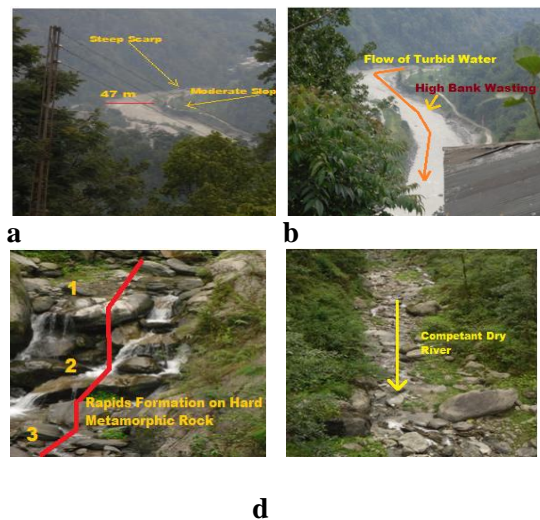 Steep Scarp
47 m
Moderate Slop
Flow of Turbid Water
High Bank Wasting
a
b
1
2
Rapids Formation on Hard
Metamorphic Rock
3
Competant Dry
River
d